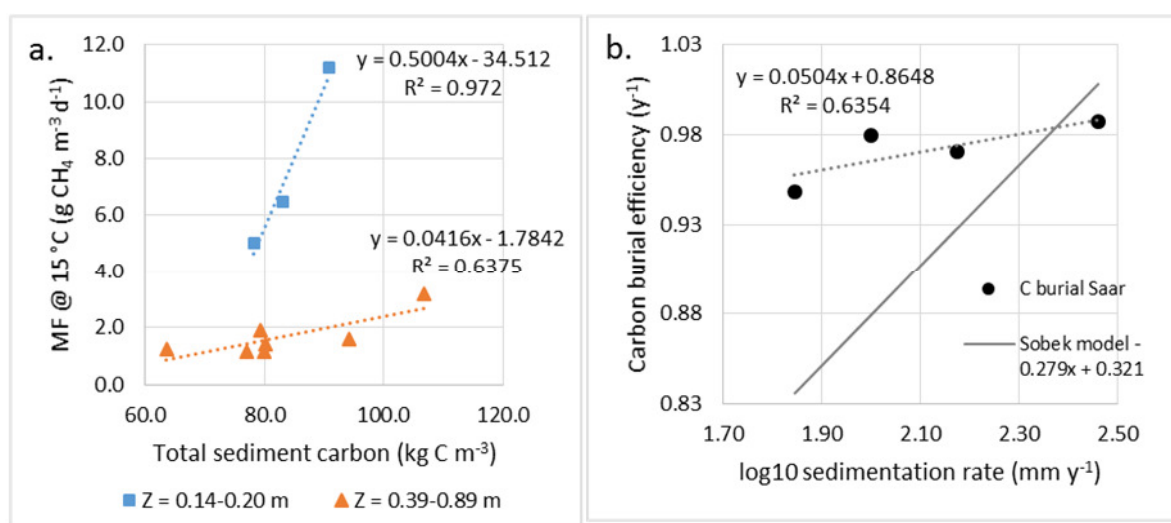 a.
12.0
10.0
8.0
6.0
4.0
2.0
0.0
MF @ 15 °C (g CH₄ m⁻³ d⁻¹)
y = 0.5004x - 34.512
R² = 0.972
y = 0.0416x - 1.7842
R² = 0.6375
60.0 80.0 100.0 120.0
Total sediment carbon (kg C m⁻³)
Z = 0.14-0.20 m Z = 0.39-0.89 m
b.
1.03
0.98
0.93
0.88
0.83
Carbon burial efficiency (y⁻¹)
y = 0.0504x + 0.8648
R² = 0.6354
C burial Saar
Sobek model -
0.279x + 0.321
1.70 1.90 2.10 2.30 2.50
log10 sedimentation rate (mm y⁻¹)